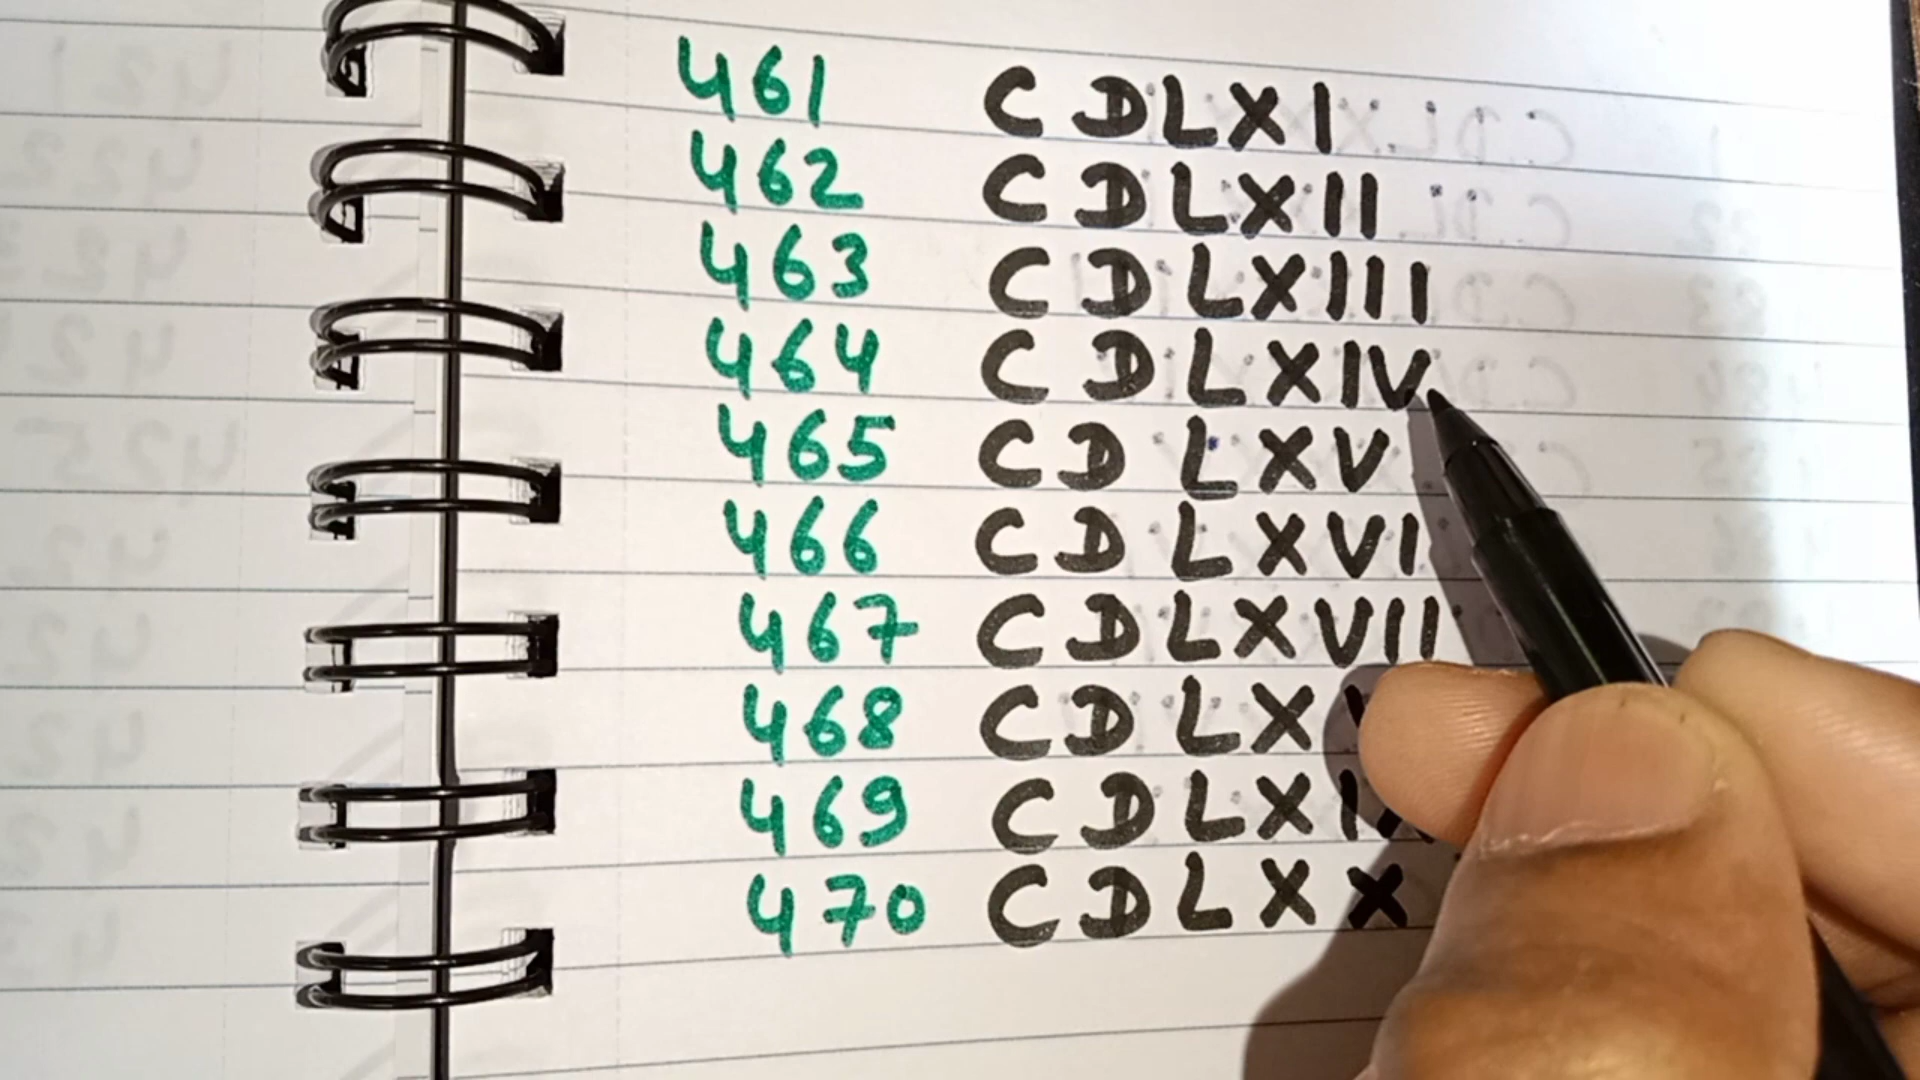 461 CDLXI
462 CDLXII
463 CDLXIII
464 CDLXIV
465 CDLXV
466 CDLXVI
467 CDLXVII
468 CDLX
469 CDLXIX
470 CDLXX